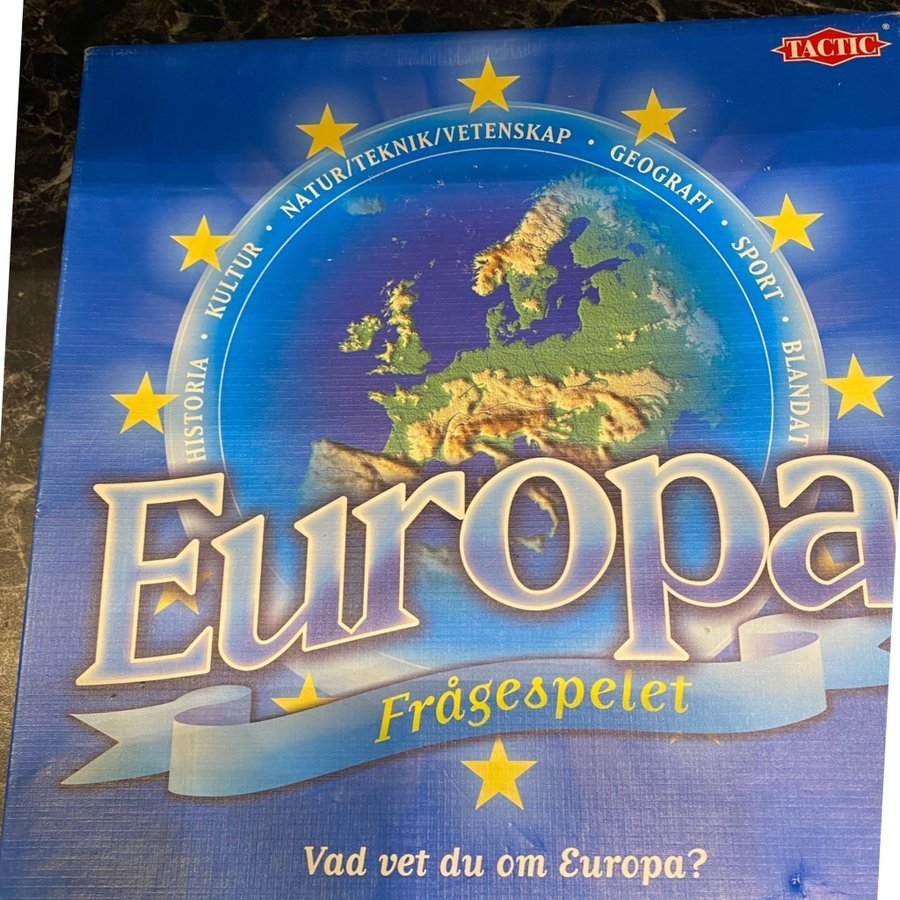 TACTIC®
HISTORIA · KULTUR · NATUR/TEKNIK/VETENSKAP · GEOGRAFI · SPORT · BLANDAT
Europa
Frågespelet
Vad vet du om Europa?